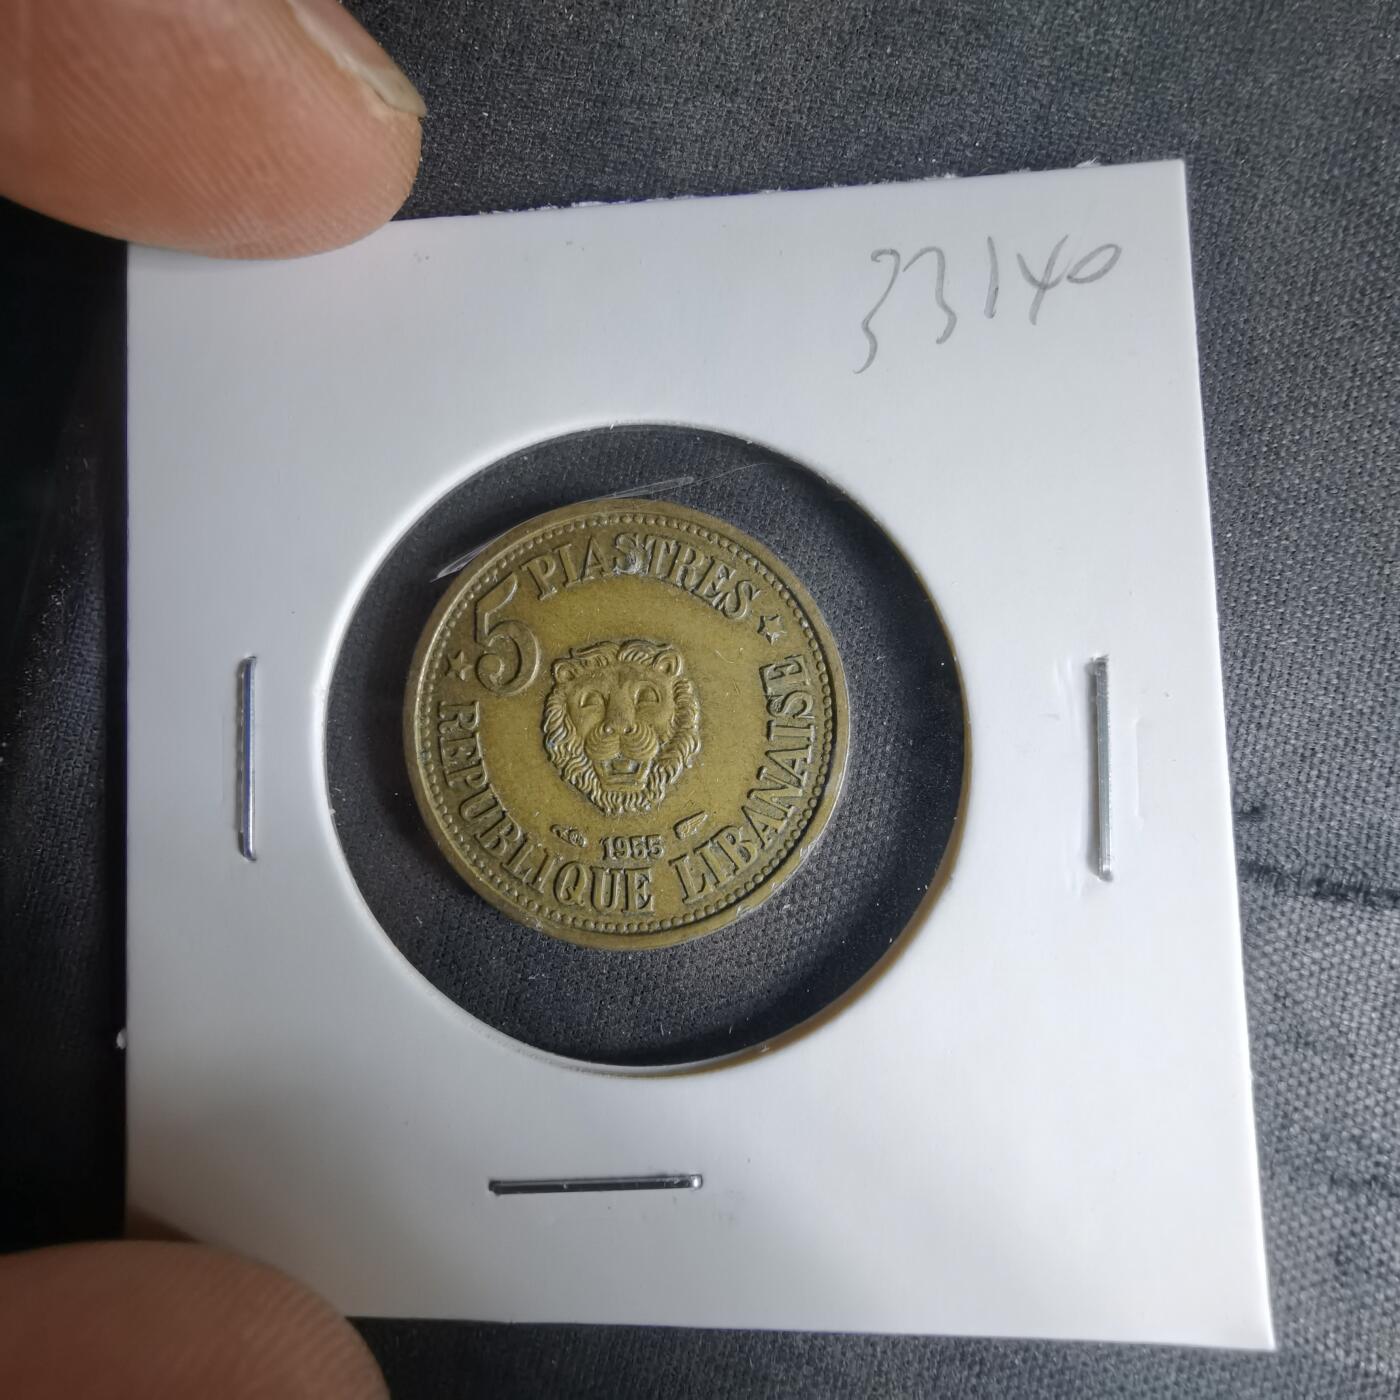 33140
5 PIASTRES
REPUBLIQUE LIBANAISE
1955